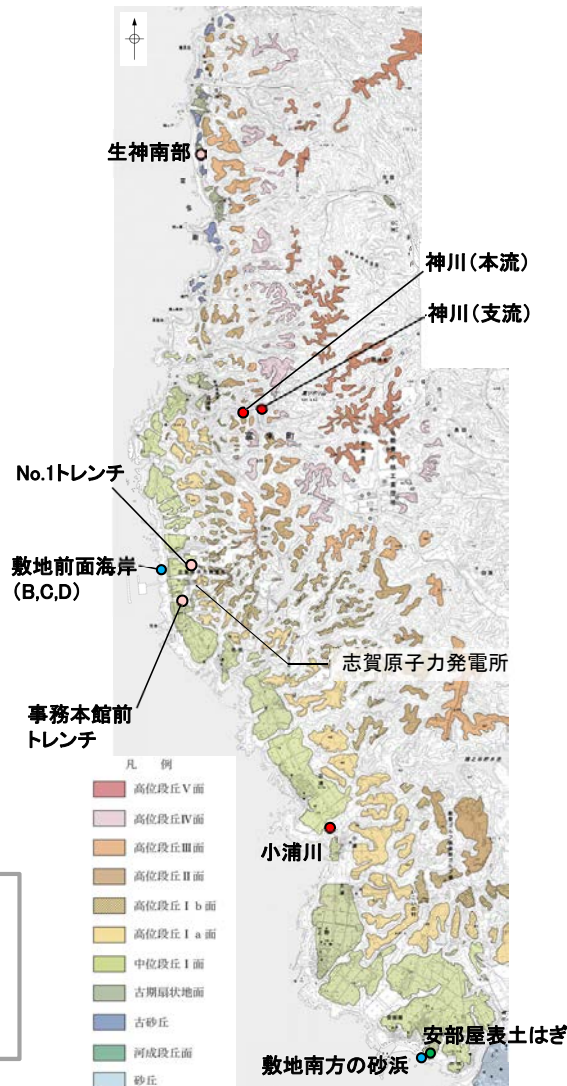 生神南部
神川(本流)
神川(支流)
No.1トレンチ
敷地前面海岸
(B,C,D)
志賀原子力発電所
事務本館前
トレンチ
小浦川
安部屋表土はぎ
敷地南方の砂浜
凡 例
高位段丘Ⅴ面
高位段丘Ⅳ面
高位段丘Ⅲ面
高位段丘Ⅱ面
高位段丘Ⅰb面
高位段丘Ⅰa面
中位段丘Ⅰ面
古期扇状地面
古砂丘
河成段丘面
砂丘